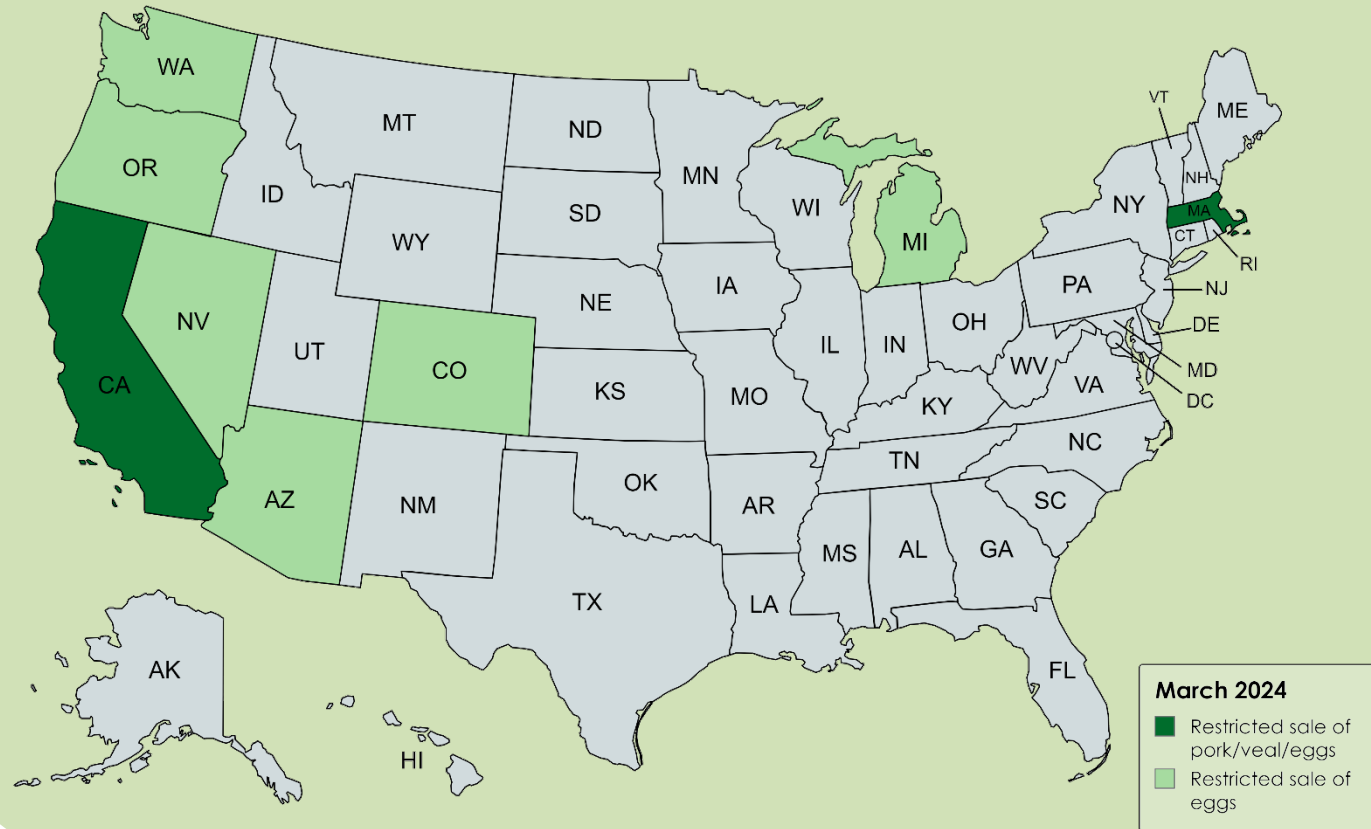 WA
MT
ND
MN
VT
ME
OR
ID
SD
WI
NY
NH
MA
CT
RI
WY
MI
IA
PA
NJ
NE
NV
UT
CO
IL
IN
OH
DE
MD
DC
WV
VA
CA
KS
MO
KY
NC
AZ
NM
OK
AR
TN
SC
MS
AL
GA
TX
LA
AK
FL
HI
March 2024
Restricted sale of
pork/veal/eggs
Restricted sale of
eggs